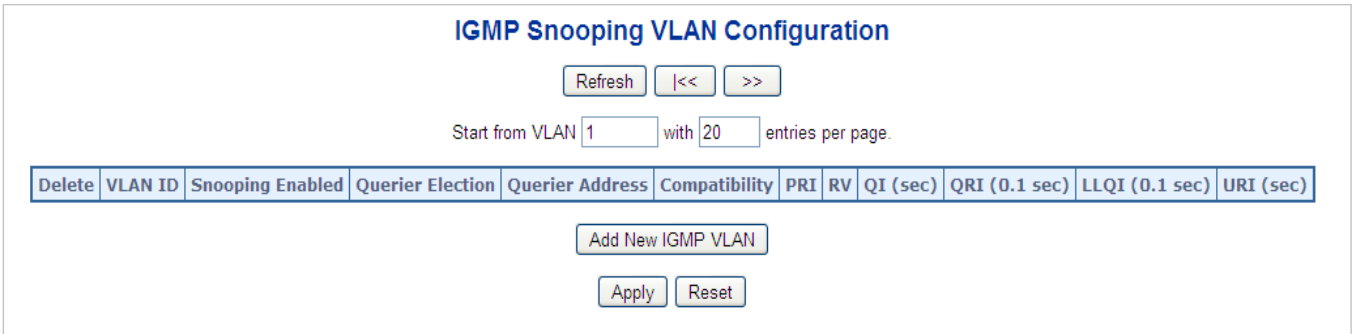 IGMP Snooping VLAN Configuration
Refresh |<< >>
Start from VLAN 1 with 20 entries per page.
Delete VLAN ID Snooping Enabled Querier Election Querier Address Compatibility PRI RV QI (sec) QRI (0.1 sec) LLQI (0.1 sec) URI (sec)
Add New IGMP VLAN
Apply Reset